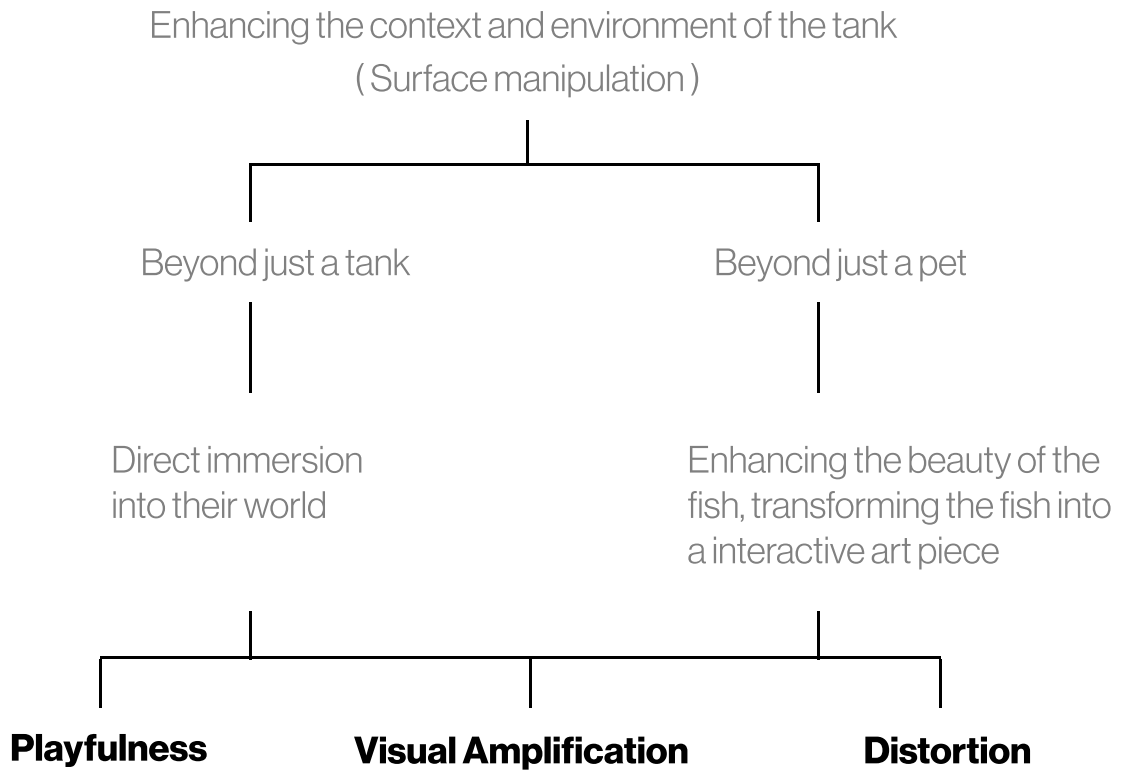 Enhancing the context and environment of the tank
( Surface manipulation )
Beyond just a tank
Beyond just a pet
Direct immersion
into their world
Enhancing the beauty of the
fish, transforming the fish into
a interactive art piece
Playfulness
Visual Amplification
Distortion